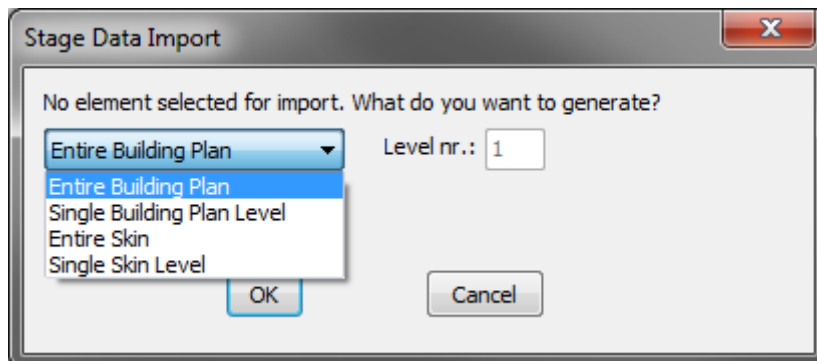 Stage Data Import
No element selected for import. What do you want to generate?
Entire Building Plan Level nr.: 1
Entire Building Plan
Single Building Plan Level
Entire Skin
Single Skin Level
OK Cancel